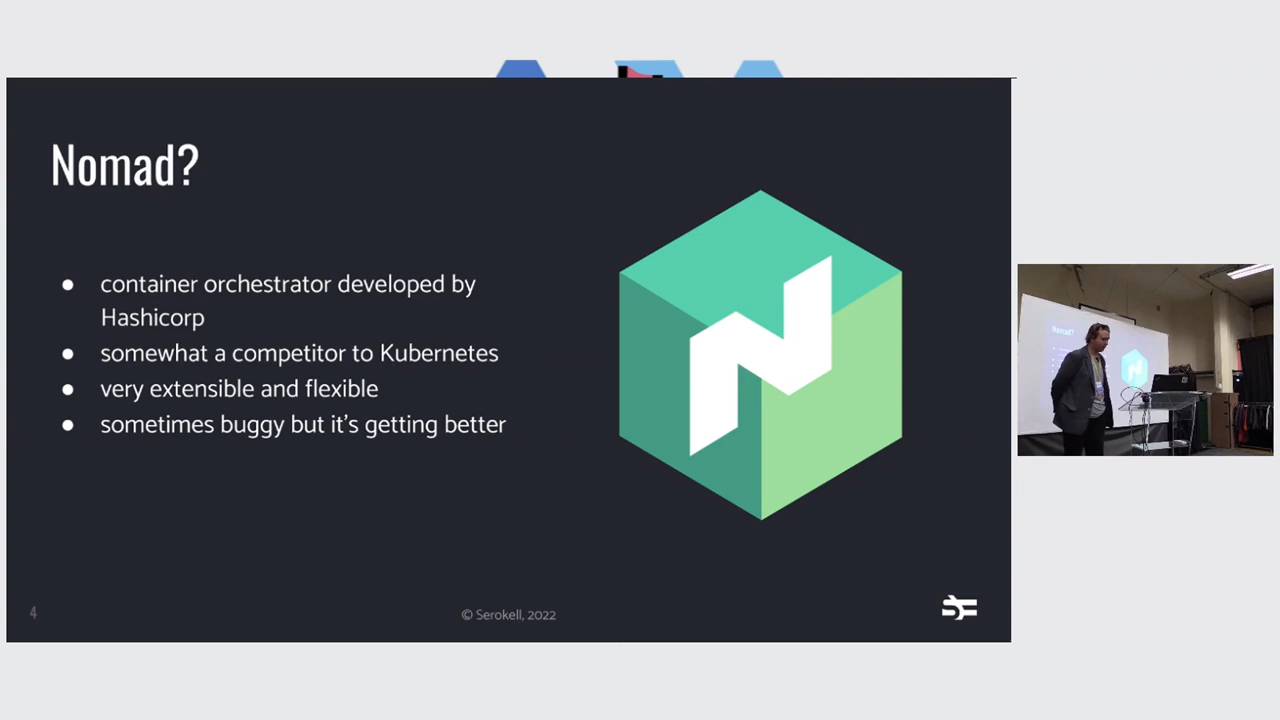 Nomad?
● container orchestrator developed by
Hashicorp
● somewhat a competitor to Kubernetes
● very extensible and flexible
● sometimes buggy but it's getting better
4
© Serokell, 2022
Nomad?